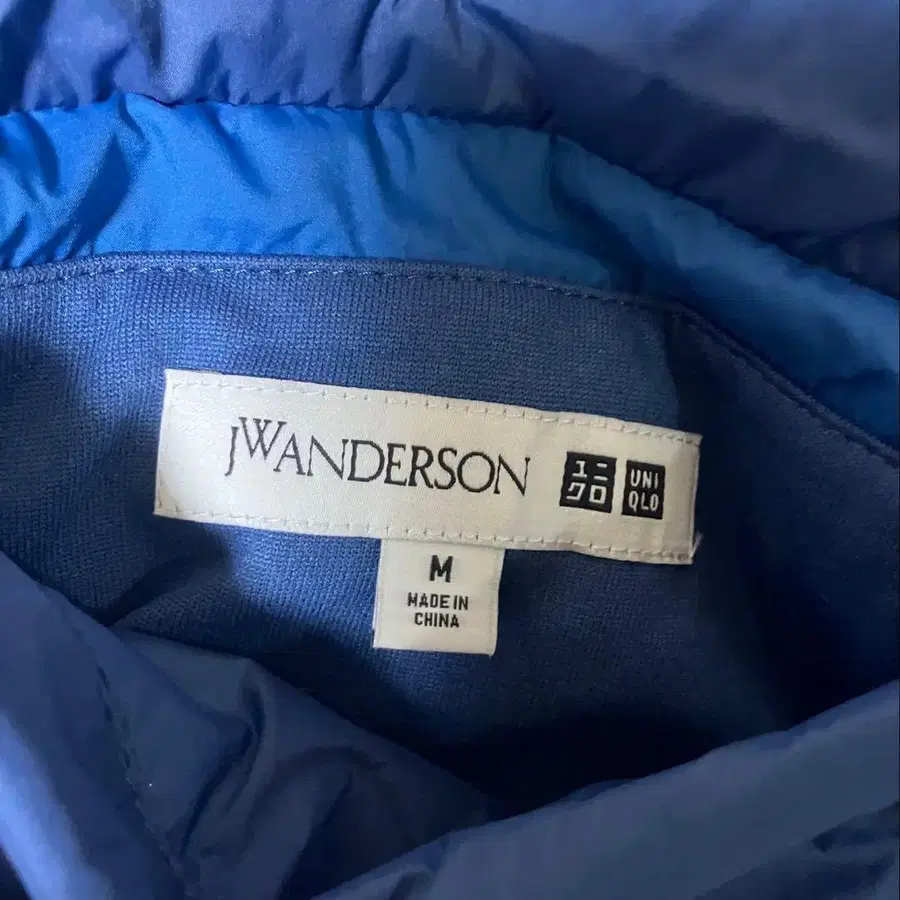 JWANDERSON
ユニ
クロ
UNI
QLO
M
MADE IN
CHINA